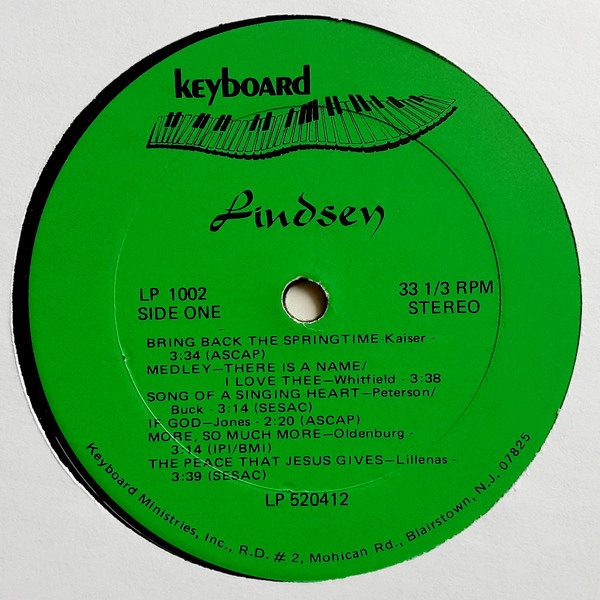 keyboard
Lindsey
LP 1002
SIDE ONE
33 1/3 RPM
STEREO
BRING BACK THE SPRINGTIME-Kaiser -
3:34 (ASCAP)
MEDLEY—THERE IS A NAME/
I LOVE THEE—Whitfield - 3:38
SONG OF A SINGING HEART—Peterson/
Buck - 3:14 (SESAC)
IF GOD—Jones - 2:20 (ASCAP)
MORE, SO MUCH MORE—Oldenburg -
3:14 (IPI/BMI)
THE PEACE THAT JESUS GIVES—Lillenas -
3:39 (SESAC)
LP 520412
Keyboard Ministries, Inc., R.D. # 2, Mohican Rd., Blairstown, N.J. 07825